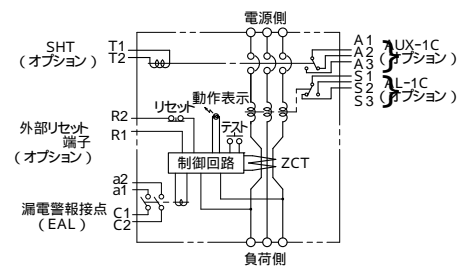 電源側
SHT
(オプション)
T1
T2
A1
A2
A3
AUX-1C
(オプション)
S1
S2
S3
AL-1C
(オプション)
リセット
動作表示
テスト
R2
R1
外部リセット
端子
(オプション)
制御回路
ZCT
a2
a1
漏電警報接点
(EAL)
C1
C2
負荷側